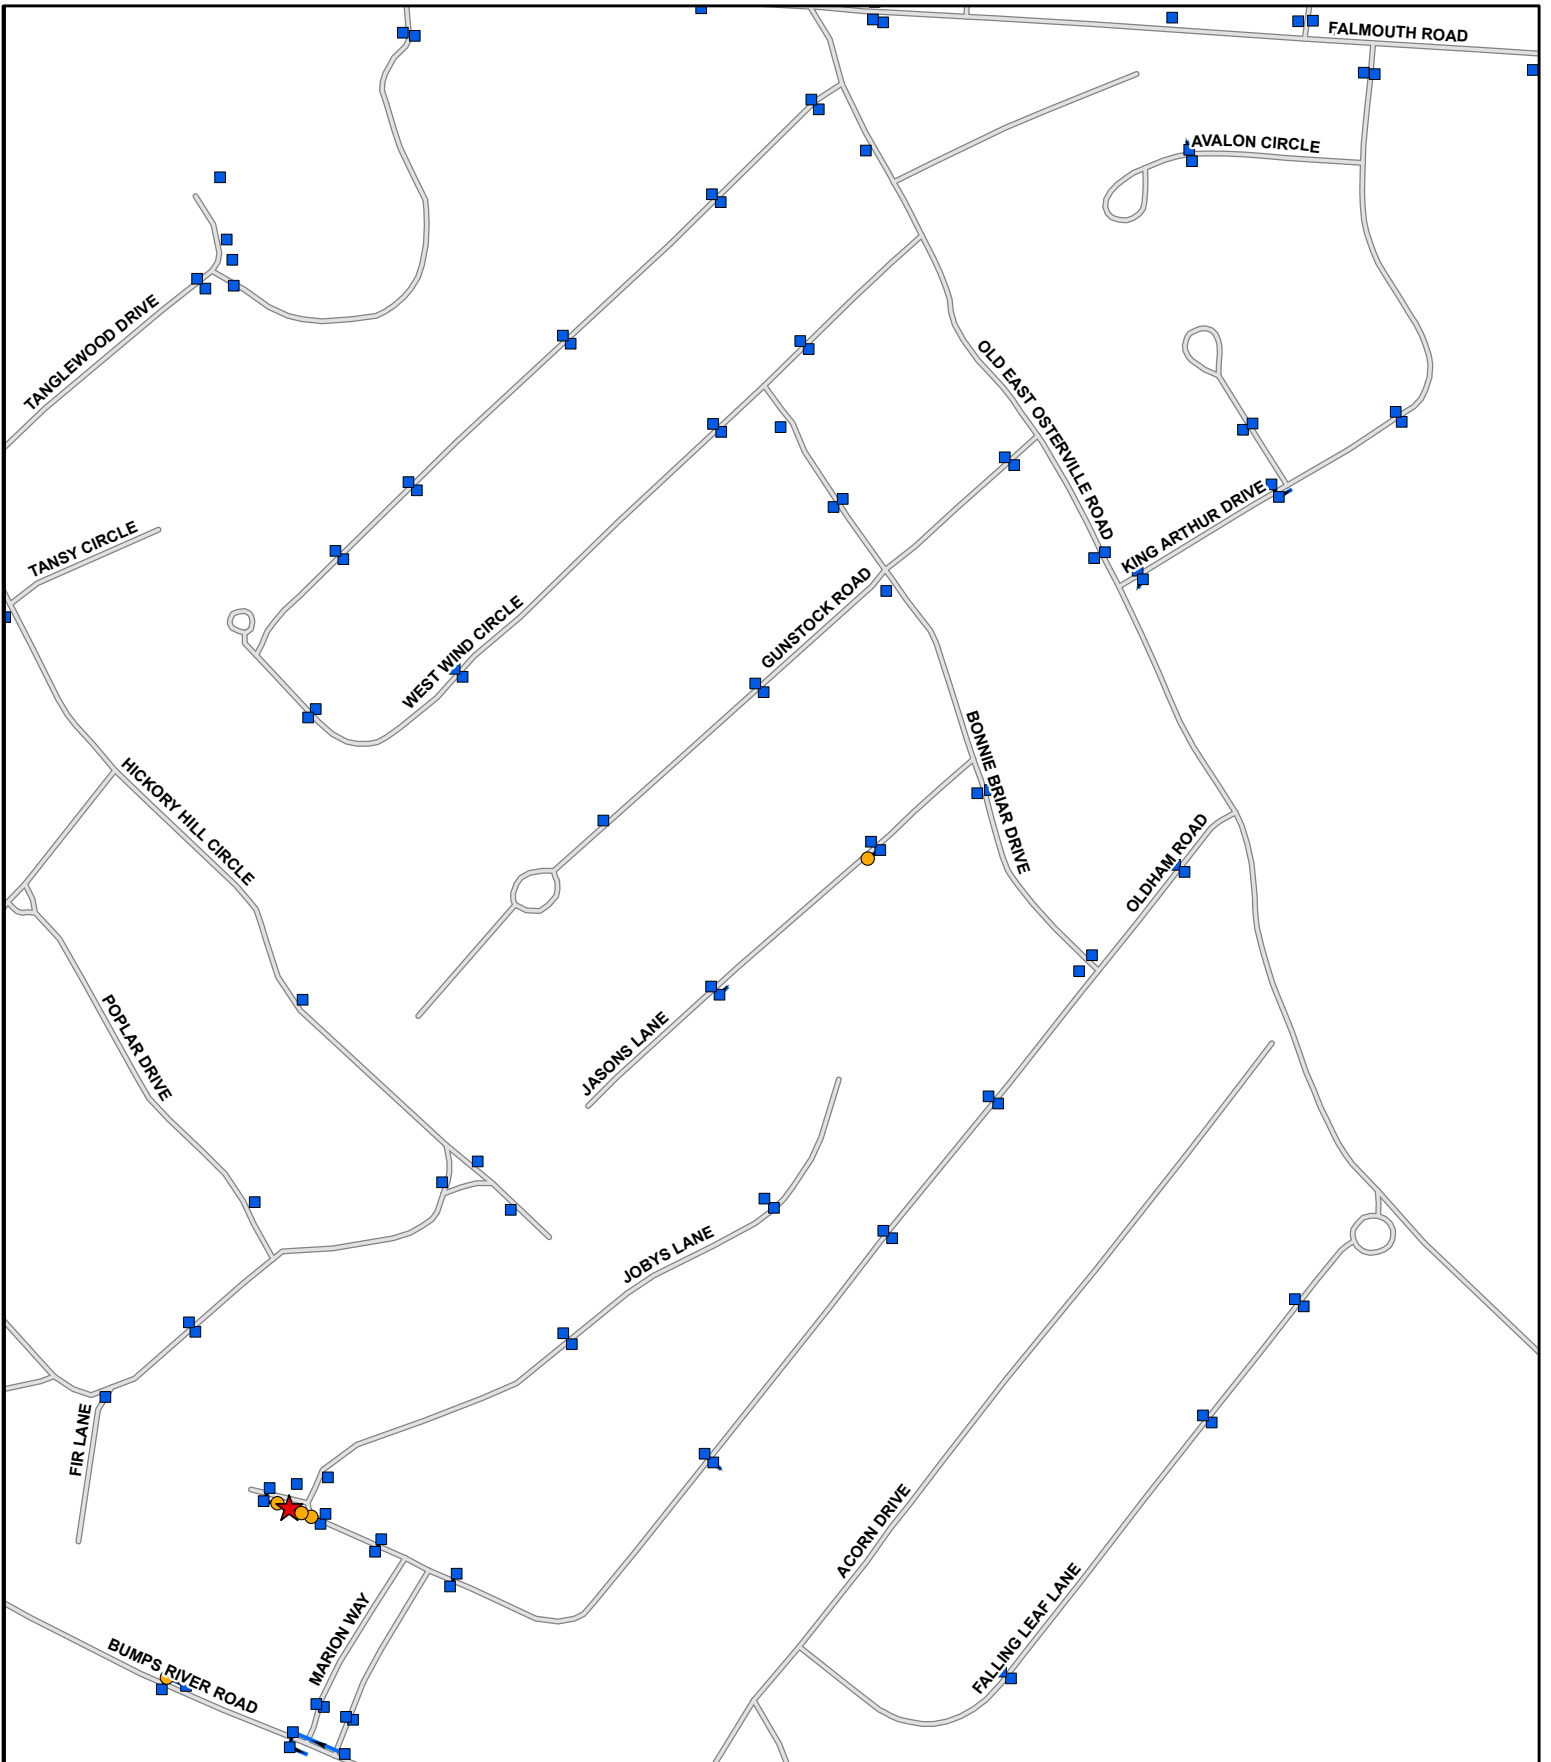 FALMOUTH ROAD
AVALON CIRCLE
TANGLEWOOD DRIVE
OLD EAST OSTERVILLE ROAD
KING ARTHUR DRIVE
TANSY CIRCLE
WEST WIND CIRCLE
GUNSTOCK ROAD
BONNIE BRIAR DRIVE
HICKORY HILL CIRCLE
OLDHAM ROAD
POPLAR DRIVE
JASONS LANE
JOBYS LANE
FIR LANE
ACORN DRIVE
FALLING LEAF LANE
MARION WAY
BUMPS RIVER ROAD